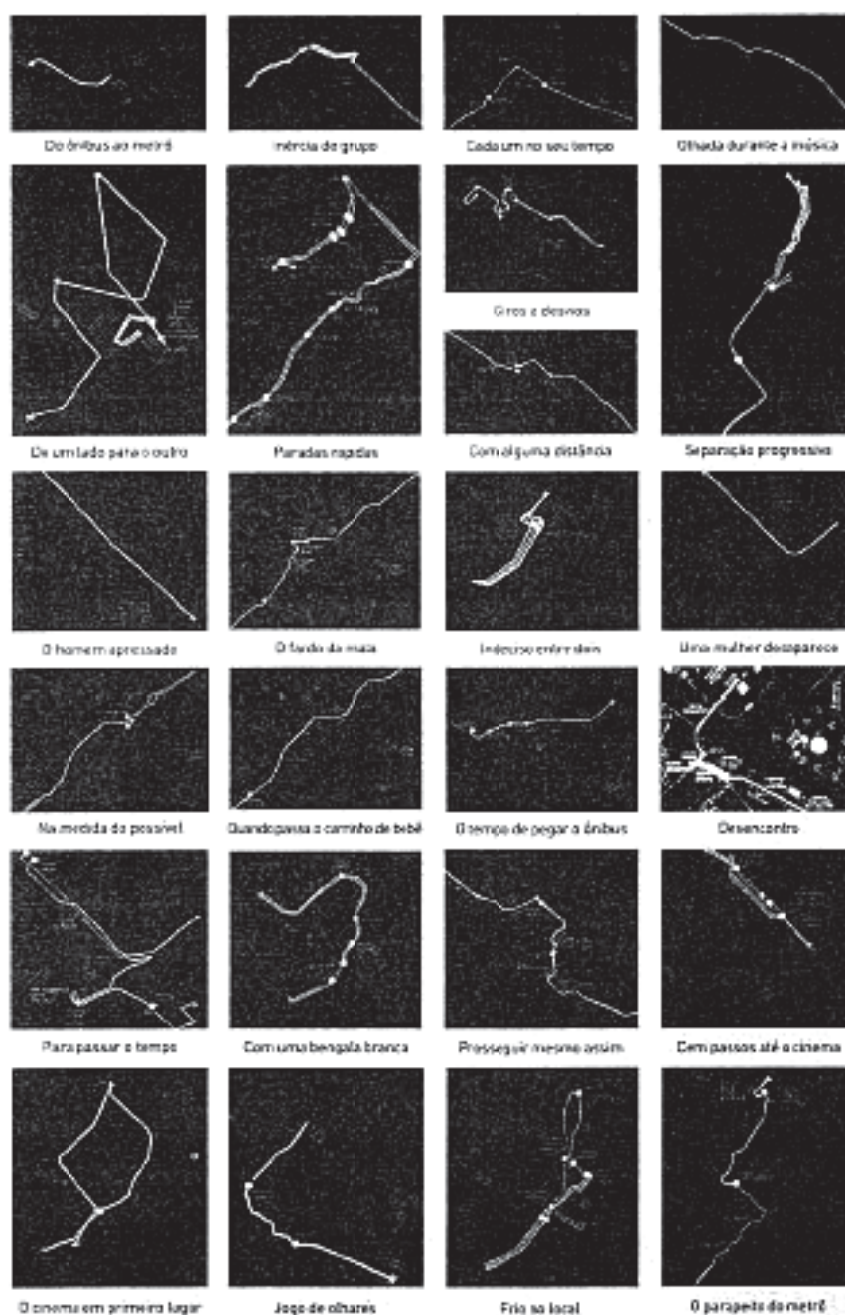 Do ônibus ao metrô
Inércia de grupo
Cada um no seu tempo
Olhada durante a música
De um lado para o outro
Paradas rápidas
Giros e desvios
Com alguma distância
Separação progressiva
O homem apressado
O fardo da mala
Indeciso entre dois
Uma mulher desaparece
Na medida do possível
Quando passa o carrinho de bebê
O tempo de pegar o ônibus
Desencontro
Para passar o tempo
Com uma bengala branca
Prosseguir mesmo assim
Cem passos até o cinema
O cinema em primeiro lugar
Jogo de olhares
Frio no local
O parapeito do metrô